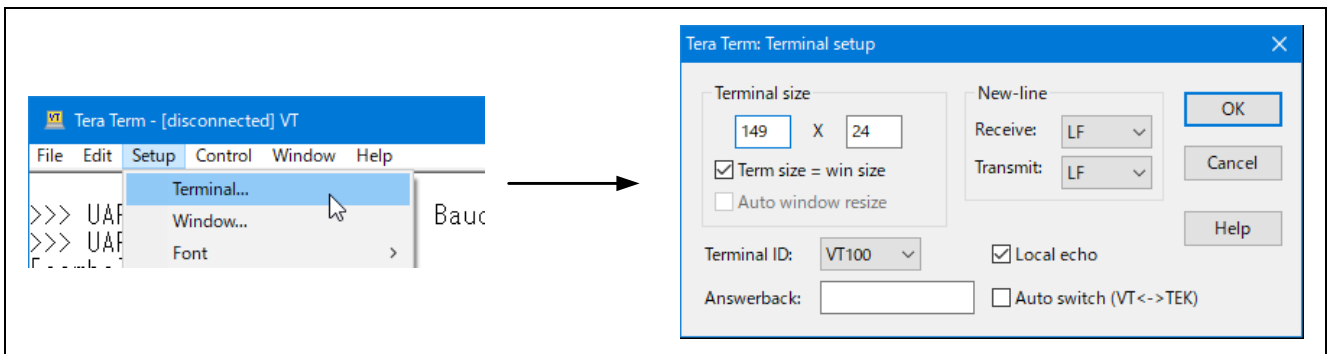 Tera Term - [disconnected] VT
File Edit Setup Control Window Help
Terminal...
Window...
Font
>>> UAR
Baud
>>> UAR
Tera Term: Terminal setup
Terminal size
149 X 24
Term size = win size
Auto window resize
New-line
Receive: LF
Transmit: LF
OK
Cancel
Help
Terminal ID: VT100
Local echo
Answerback:
Auto switch (VT<->TEK)